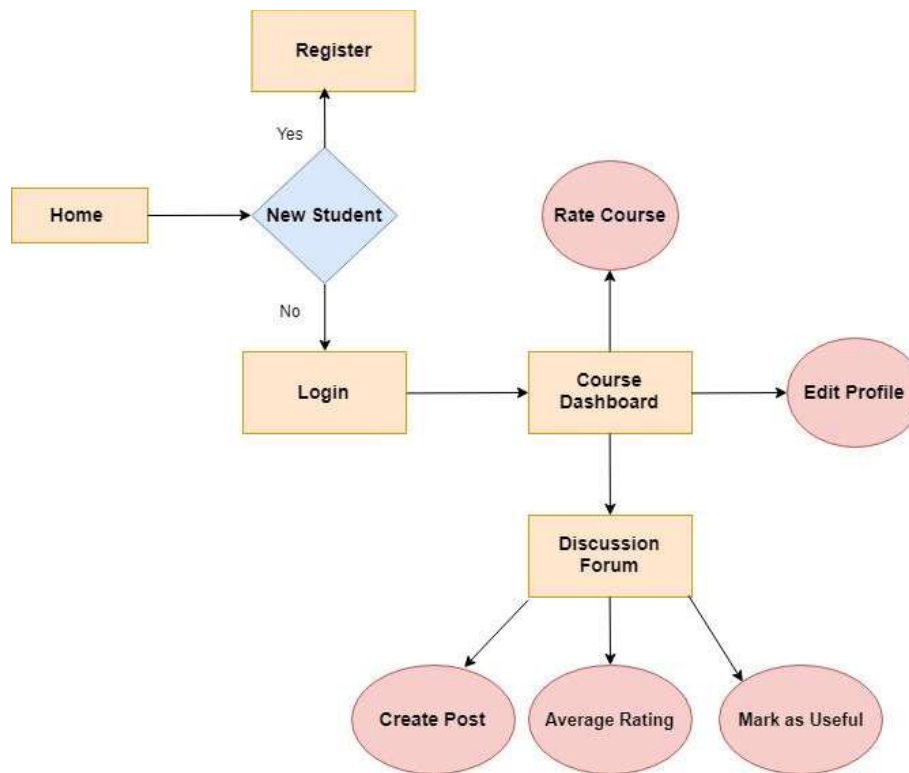 Register
Yes
Home
New Student
Rate Course
No
Login
Course
Dashboard
Edit Profile
Discussion
Forum
Create Post
Average Rating
Mark as Useful